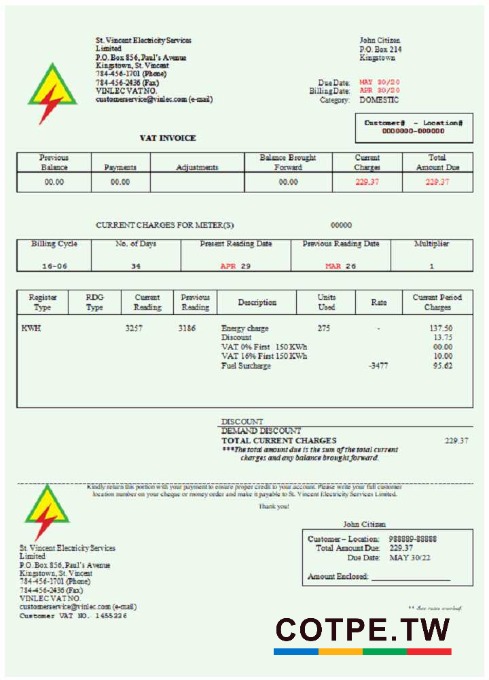 St. Vincent Electricity Services
Limited
P.O. Box 856, Paul's Avenue
Kingstown, St. Vincent
784-456-1701 (Phone)
784-456-2436 (Fax)
VINLEC VAT NO.
customerservice@vinlec.com (e-mail)
John Citizen
P.O. Box 214
Kingstown
Due Date: MAY 30/20
Billing Date: APR 30/20
Category: DOMESTIC
Customer# - Location#
0000000-000000
VAT INVOICE
Previous Balance Payments Adjustments Balance Brought Forward Current Charges Total Amount Due
00.00 00.00 00.00 229.37 229.37
CURRENT CHARGES FOR METER(S) 00000
Billing Cycle No. of Days Present Reading Date Previous Reading Date Multiplier
16-06 34 APR 29 MAR 26 1
Register Type RDG Type Current Reading Previous Reading Description Units Used Rate Current Period Charges
KWH 3257 3186 Energy charge 275 - 137.50
Discount 13.75
VAT 0% First 150 KWh 00.00
VAT 16% First 150 KWh 10.00
Fuel Surcharge -3477 95.62
DISCOUNT
DEMAND DISCOUNT
TOTAL CURRENT CHARGES 229.37
***The total amount due is the sum of the total current
charges and any balance brought forward.
Kindly return this portion with your payment to ensure proper credit to your account. Please write your full customer
location number on your cheque or money order and make it payable to St. Vincent Electricity Services Limited.
Thank you!
John Citizen
St. Vincent Electricity Services
Limited
P.O. Box 856, Paul's Avenue
Kingstown, St. Vincent
784-456-1701 (Phone)
784-456-2436 (Fax)
VINLEC VAT NO.
customerservice@vinlec.com (e-mail)
Customer VAT NO. 1455236
Customer – Location: 988889-88888
Total Amount Due: 229.37
Due Date: MAY 30/22
Amount Enclosed:
COTPE.TW